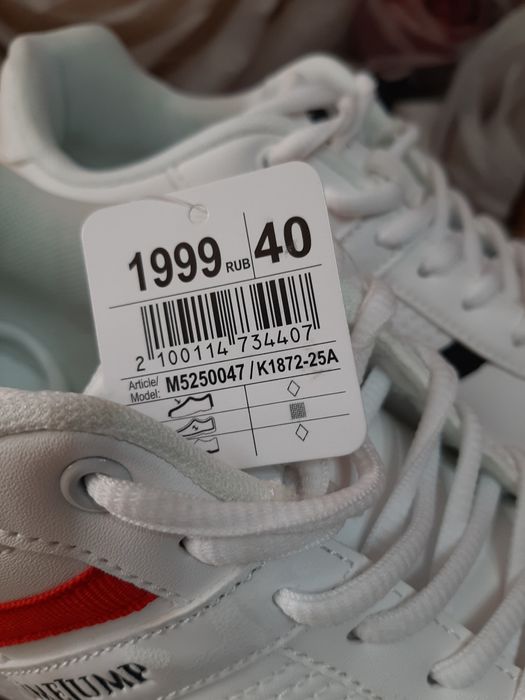 1999 RUB 40
2 100114 734407
Article/ Model: M5250047 / K1872-25A